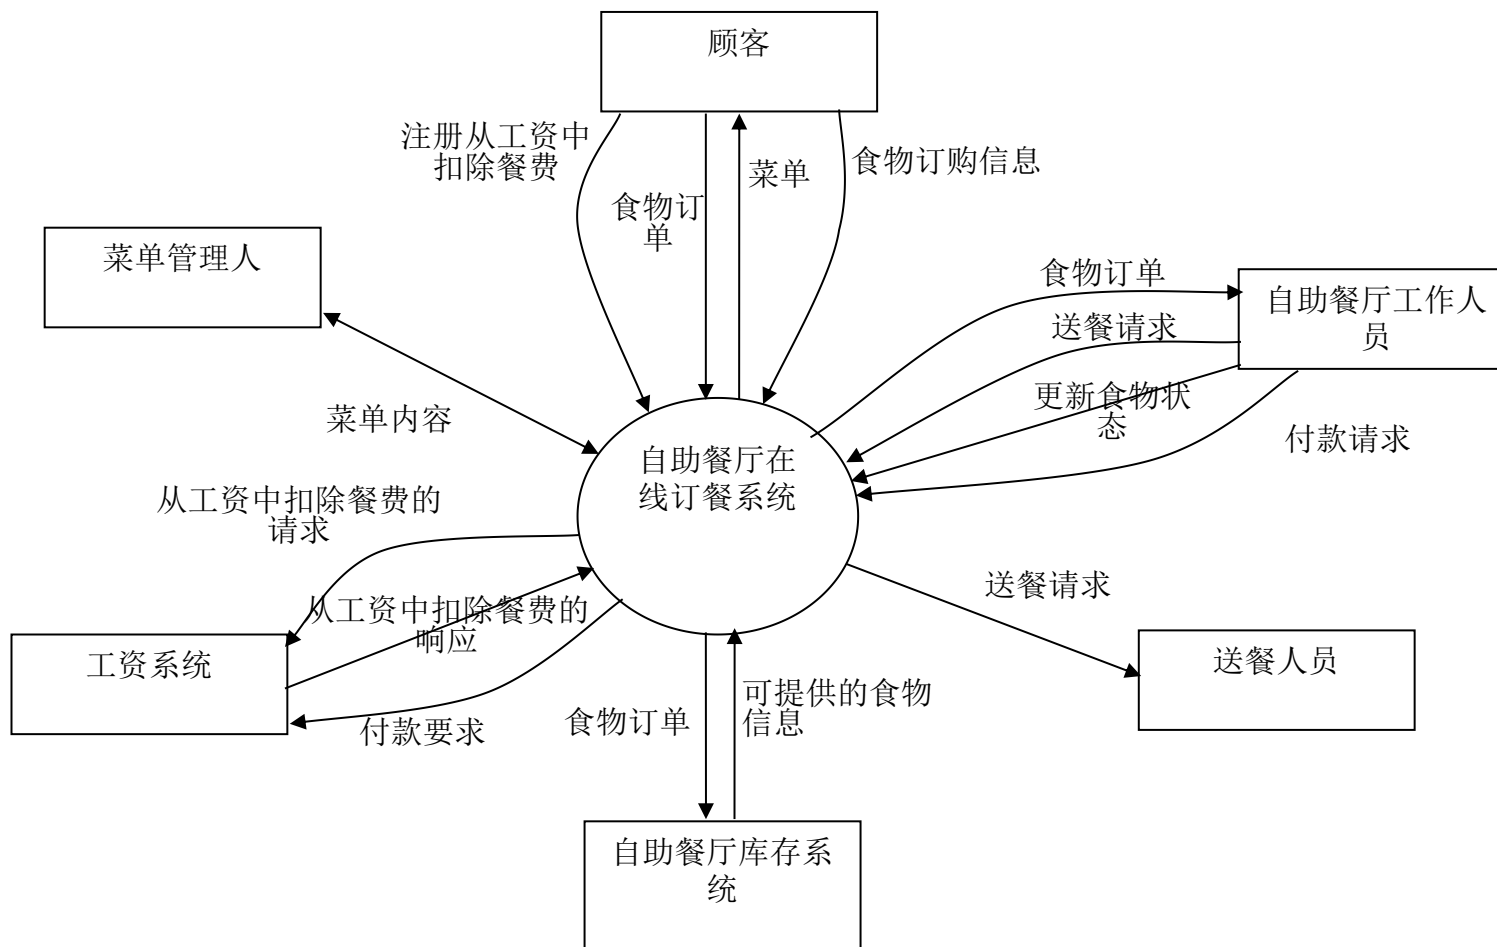 顾客
注册从工资中
扣除餐费
食物订
单
菜单
食物订购信息
菜单管理人
食物订单
自助餐厅工作人
员
送餐请求
更新食物状
态
付款请求
菜单内容
自助餐厅在
线订餐系统
从工资中扣除餐费的
请求
从工资中扣除餐费的
响应
送餐请求
工资系统
付款要求
食物订单
可提供的食物
信息
送餐人员
自助餐厅库存系
统